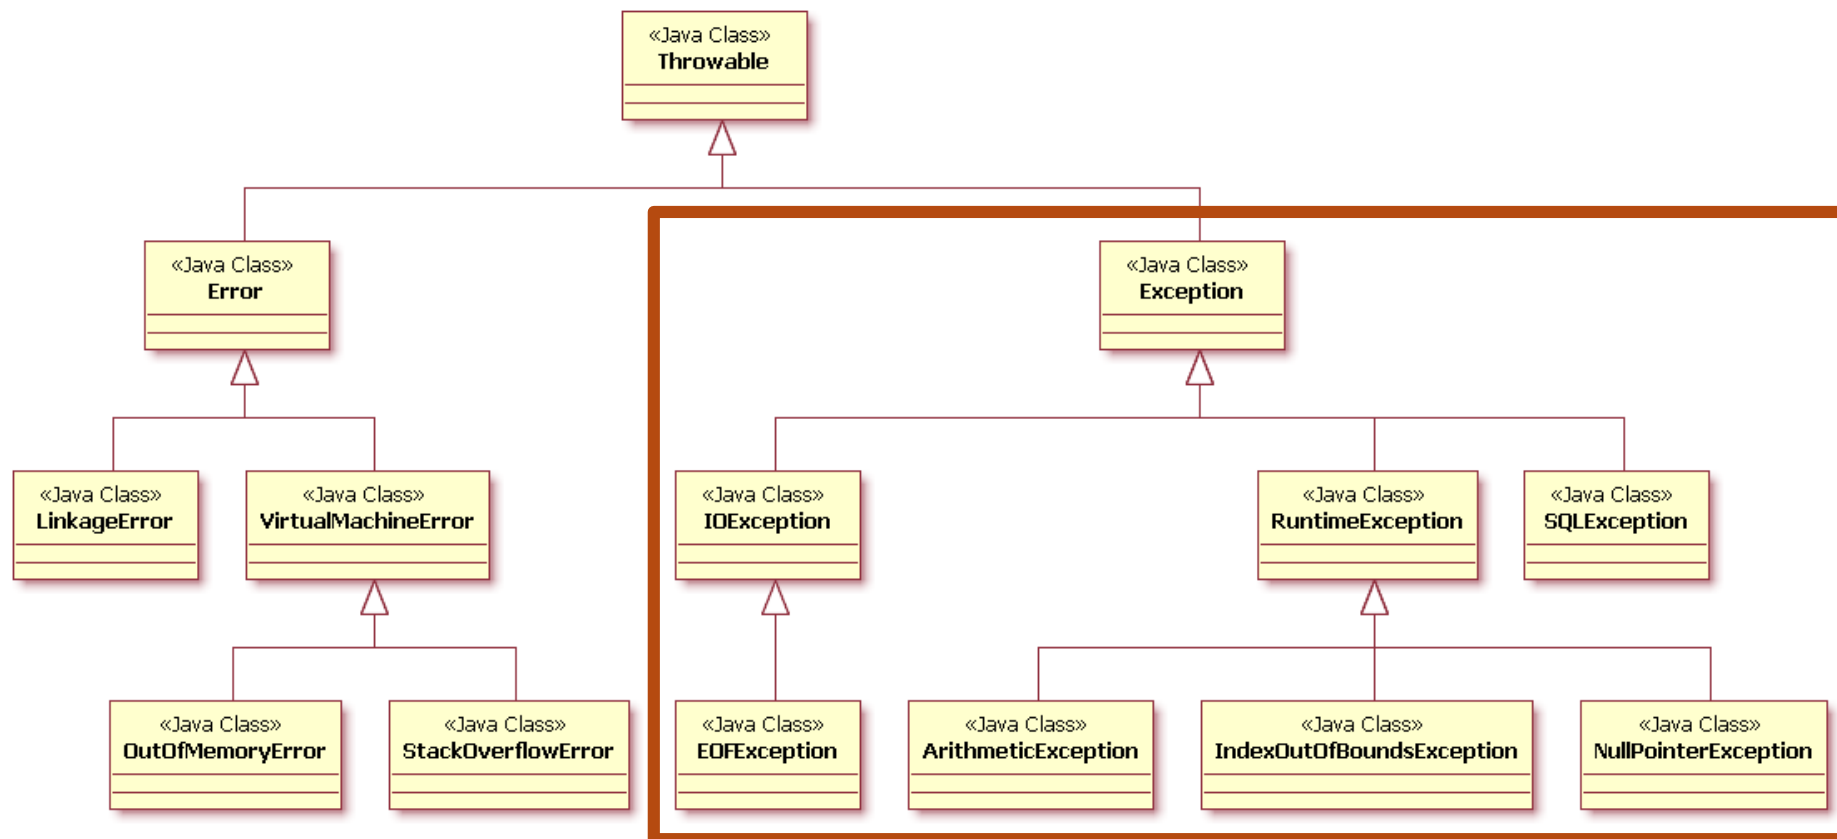 «Java Class»
Throwable
«Java Class»
Error
«Java Class»
Exception
«Java Class»
LinkageError
«Java Class»
VirtualMachineError
«Java Class»
IOException
«Java Class»
RuntimeException
«Java Class»
SQLException
«Java Class»
OutOfMemoryError
«Java Class»
StackOverflowError
«Java Class»
EOFException
«Java Class»
ArithmeticException
«Java Class»
IndexOutOfBoundsException
«Java Class»
NullPointerException